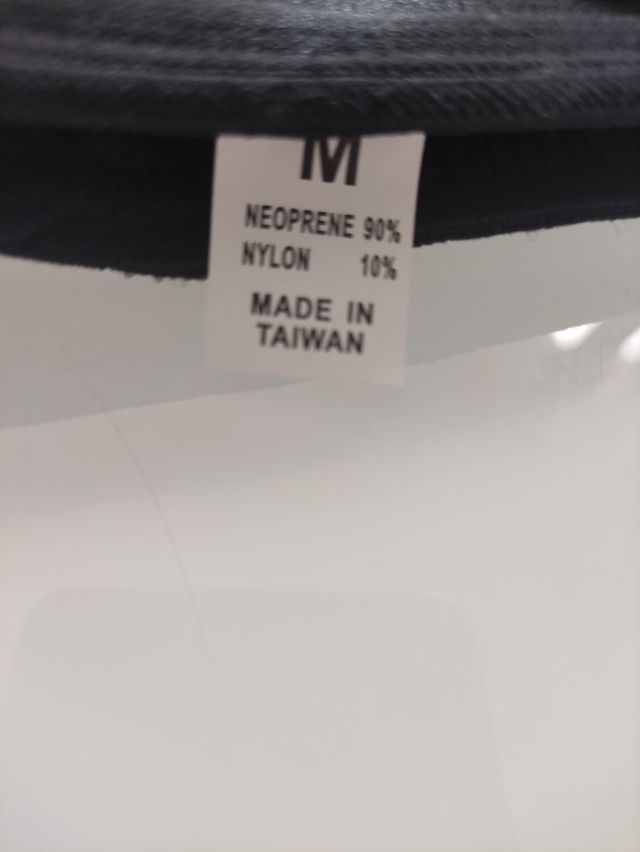 M
NEOPRENE 90%
NYLON 10%
MADE IN
TAIWAN